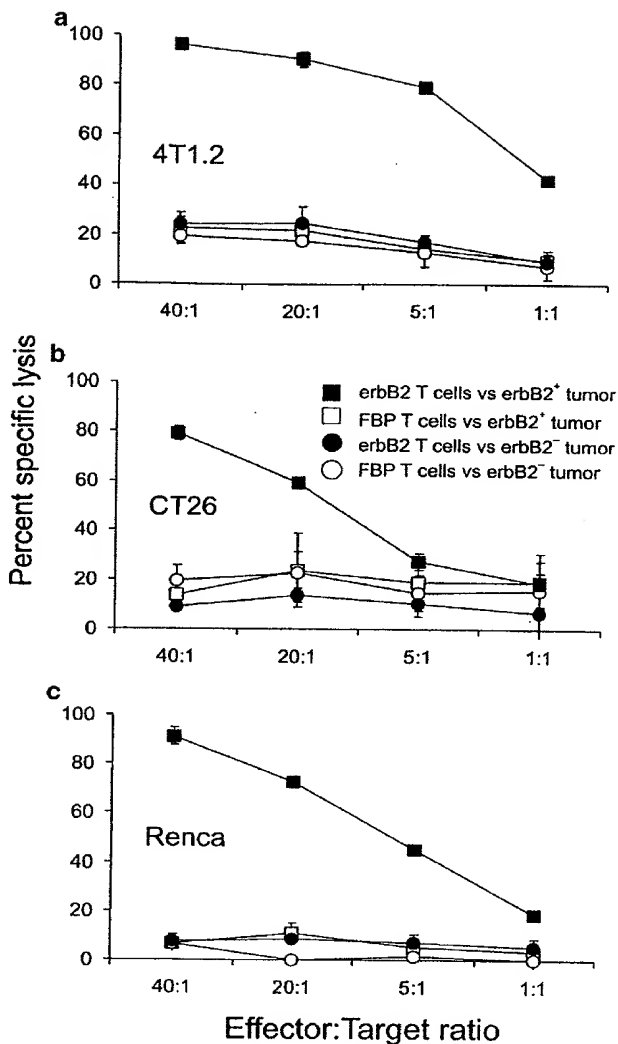 a
100
80
60
40
20
0
4T1.2
40:1 20:1 5:1 1:1
Percent specific lysis
b
100
80
60
40
20
0
■ erbB2 T cells vs erbB2⁺ tumor
□ FBP T cells vs erbB2⁺ tumor
● erbB2 T cells vs erbB2⁻ tumor
○ FBP T cells vs erbB2⁻ tumor
CT26
40:1 20:1 5:1 1:1
c
100
80
60
40
20
0
Renca
40:1 20:1 5:1 1:1
Effector:Target ratio